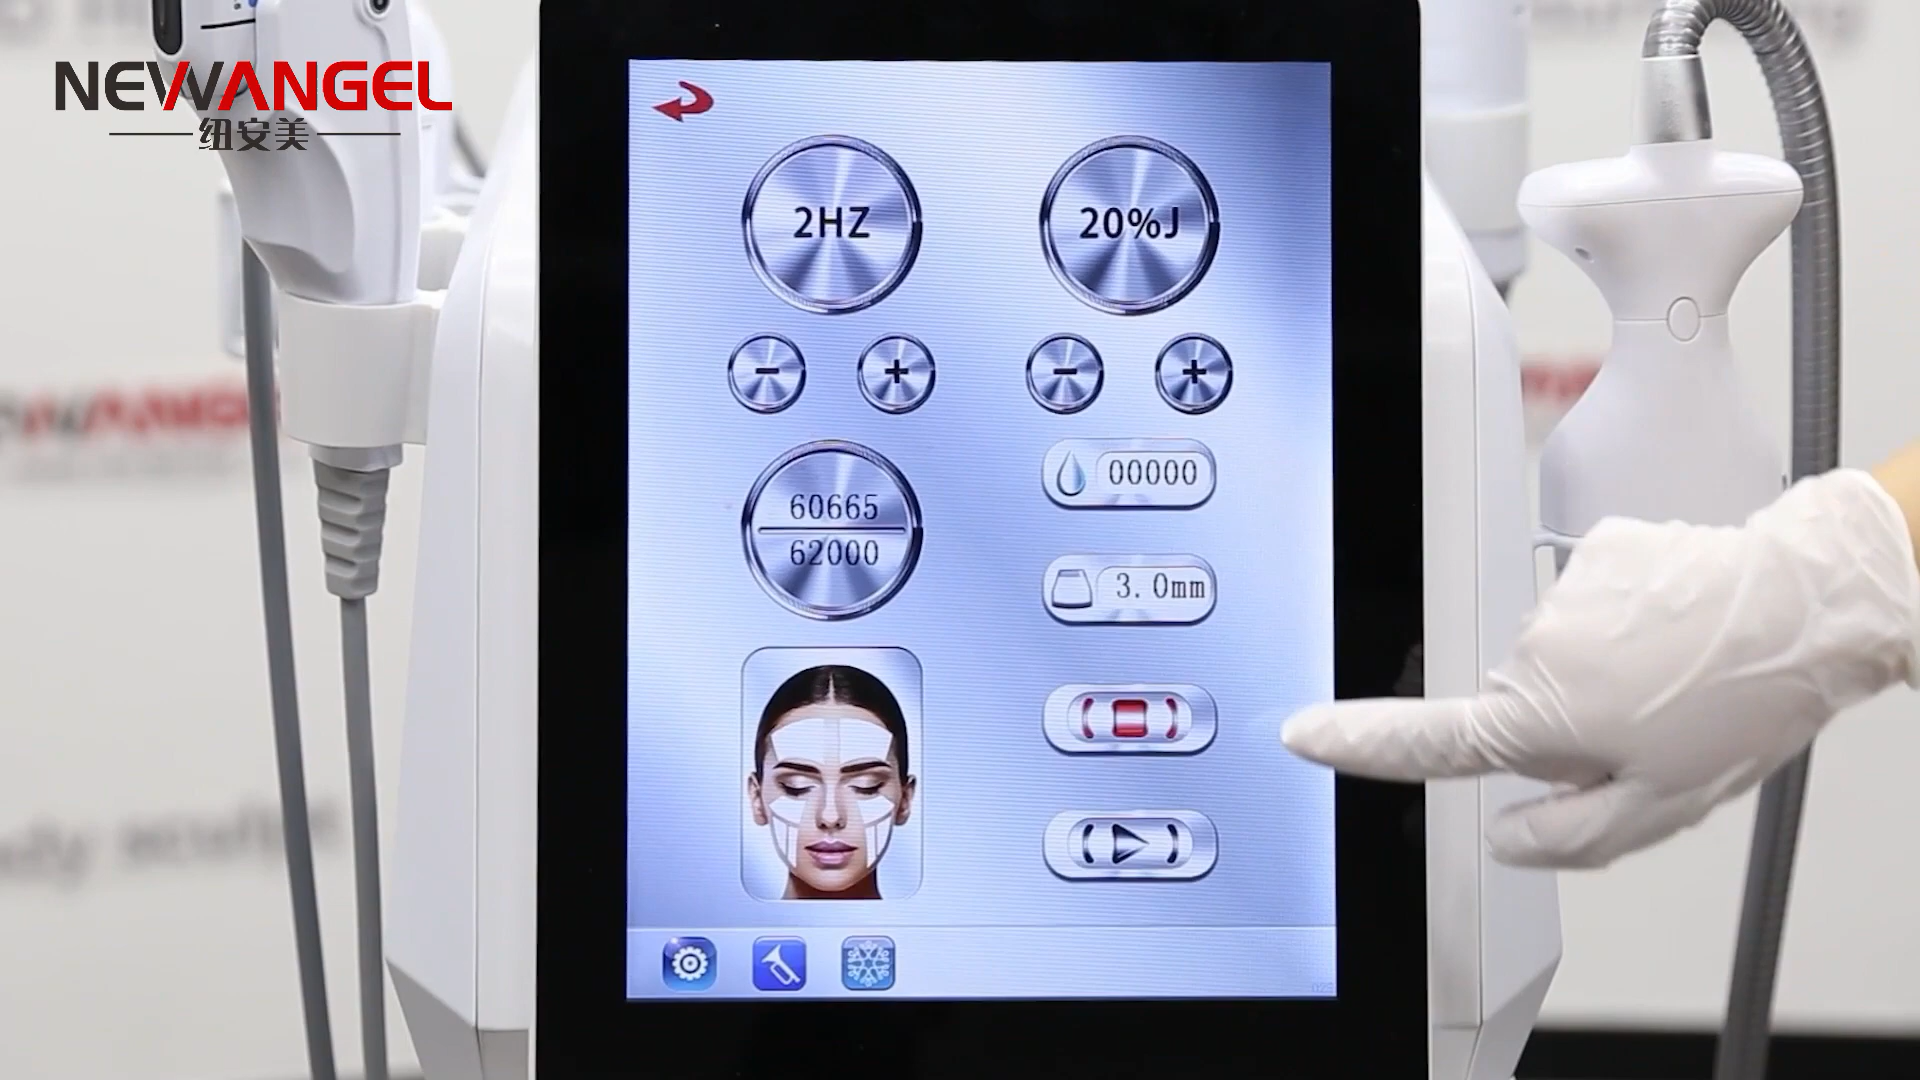 NEWANGEL
纽安美
2HZ
20%J
-
+
-
+
60665
62000
00000
3.0mm